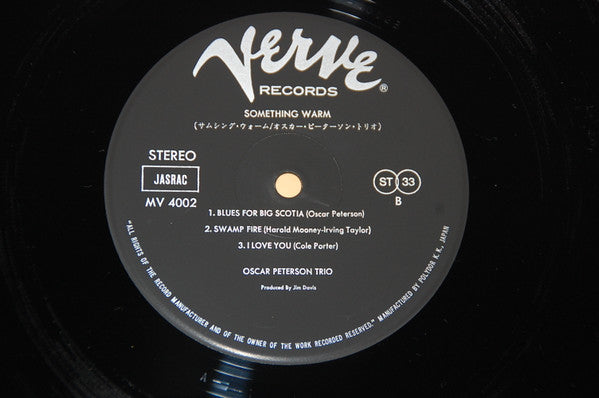 Verve
RECORDS ®
SOMETHING WARM
(サムシング・ウォーム/オスカー・ピーターソン・トリオ)
STEREO
JASRAC
MV 4002
ST 33
B
1. BLUES FOR BIG SCOTIA (Oscar Peterson)
2. SWAMP FIRE (Harold Mooney-Irving Taylor)
3. I LOVE YOU (Cole Porter)
OSCAR PETERSON TRIO
Produced By Jim Davis
"ALL RIGHTS OF THE RECORD MANUFACTURER AND OF THE OWNER OF THE WORK RECORDED RESERVED." MANUFACTURED BY POLYDOR K. K. JAPAN
A